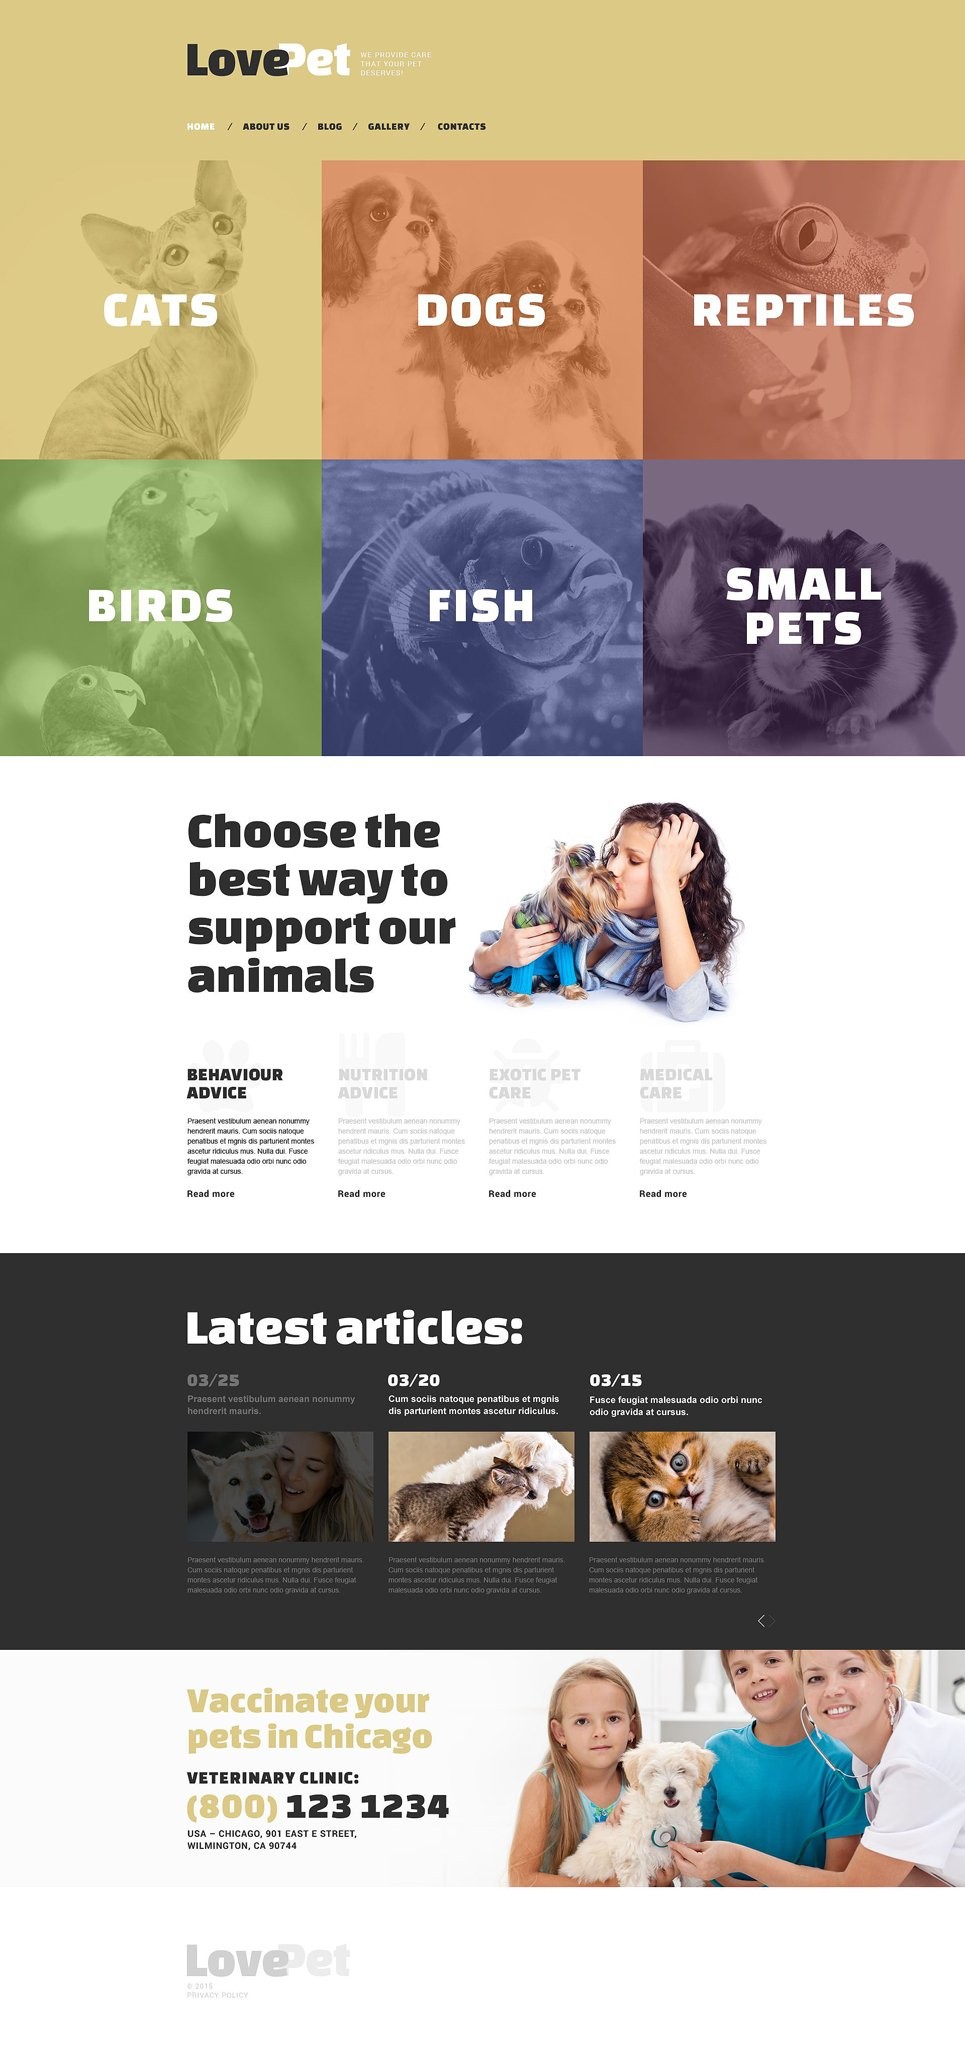 LovePet
WE PROVIDE CARE
THAT YOUR PET
DESERVES!
HOME / ABOUT US / BLOG / GALLERY / CONTACTS
CATS
DOGS
REPTILES
BIRDS
FISH
SMALL
PETS
Choose the
best way to
support our
animals
BEHAVIOUR
ADVICE
Praesent vestibulum aenean nonummy
hendrerit mauris. Cum sociis natoque
penatibus et mgnis dis parturient montes
ascetur ridiculus mus. Nulla dui. Fusce
feugiat malesuada odio orbi nunc odio
gravida at cursus.
Read more
NUTRITION
ADVICE
Praesent vestibulum aenean nonummy
hendrerit mauris. Cum sociis natoque
penatibus et mgnis dis parturient montes
ascetur ridiculus mus. Nulla dui. Fusce
feugiat malesuada odio orbi nunc odio
gravida at cursus.
Read more
EXOTIC PET
CARE
Praesent vestibulum aenean nonummy
hendrerit mauris. Cum sociis natoque
penatibus et mgnis dis parturient montes
ascetur ridiculus mus. Nulla dui. Fusce
feugiat malesuada odio orbi nunc odio
gravida at cursus.
Read more
MEDICAL
CARE
Praesent vestibulum aenean nonummy
hendrerit mauris. Cum sociis natoque
penatibus et mgnis dis parturient montes
ascetur ridiculus mus. Nulla dui. Fusce
feugiat malesuada odio orbi nunc odio
gravida at cursus.
Read more
Latest articles:
03/25
Praesent vestibulum aenean nonummy
hendrerit mauris.
Praesent vestibulum aenean nonummy hendrerit mauris.
Cum sociis natoque penatibus et mgnis dis parturient
montes ascetur ridiculus mus. Nulla dui. Fusce feugiat
malesuada odio orbi nunc odio gravida at cursus.
03/20
Cum sociis natoque penatibus et mgnis
dis parturient montes ascetur ridiculus.
Praesent vestibulum aenean nonummy hendrerit mauris.
Cum sociis natoque penatibus et mgnis dis parturient
montes ascetur ridiculus mus. Nulla dui. Fusce feugiat
malesuada odio orbi nunc odio gravida at cursus.
03/15
Fusce feugiat malesuada odio orbi nunc
odio gravida at cursus.
Praesent vestibulum aenean nonummy hendrerit mauris.
Cum sociis natoque penatibus et mgnis dis parturient
montes ascetur ridiculus mus. Nulla dui. Fusce feugiat
malesuada odio orbi nunc odio gravida at cursus.
Vaccinate your
pets in Chicago
VETERINARY CLINIC:
(800) 123 1234
USA – CHICAGO, 901 EAST E STREET,
WILMINGTON, CA 90744
LovePet
© 2015
PRIVACY POLICY